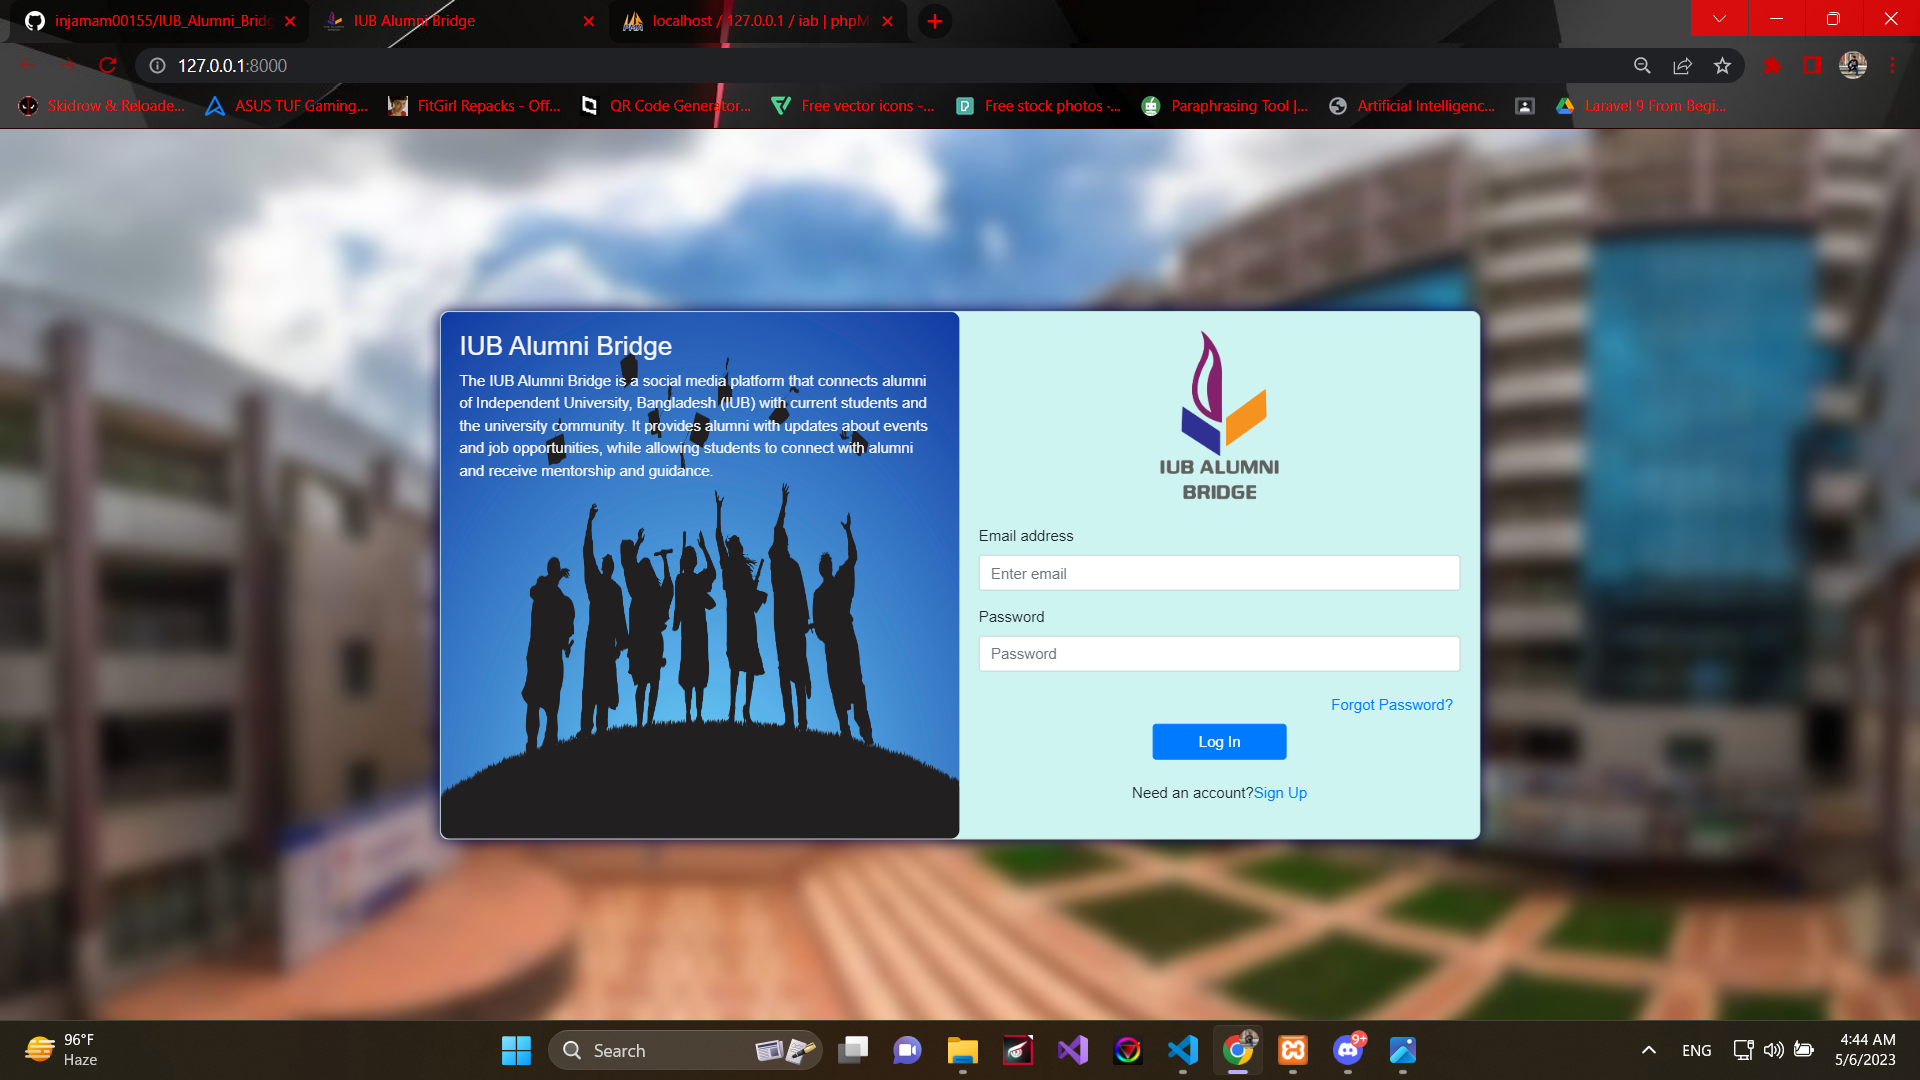 injamam00155/IUB_Alumni_Bridg
IUB Alumni Bridge
localhost / 127.0.0.1 / iab | phpM
127.0.0.1:8000
Skidrow & Reloade...
ASUS TUF Gaming...
FitGirl Repacks - Off...
QR Code Generator...
Free vector icons -...
Free stock photos ·...
Paraphrasing Tool |...
Artificial Intelligenc...
Laravel 9 From Begi...
IUB Alumni Bridge
The IUB Alumni Bridge is a social media platform that connects alumni
of Independent University, Bangladesh (IUB) with current students and
the university community. It provides alumni with updates about events
and job opportunities, while allowing students to connect with alumni
and receive mentorship and guidance.
IUB ALUMNI
BRIDGE
Email address
Enter email
Password
Password
Forgot Password?
Log In
Need an account?Sign Up
96°F
Haze
Search
9+
ENG
4:44 AM
5/6/2023